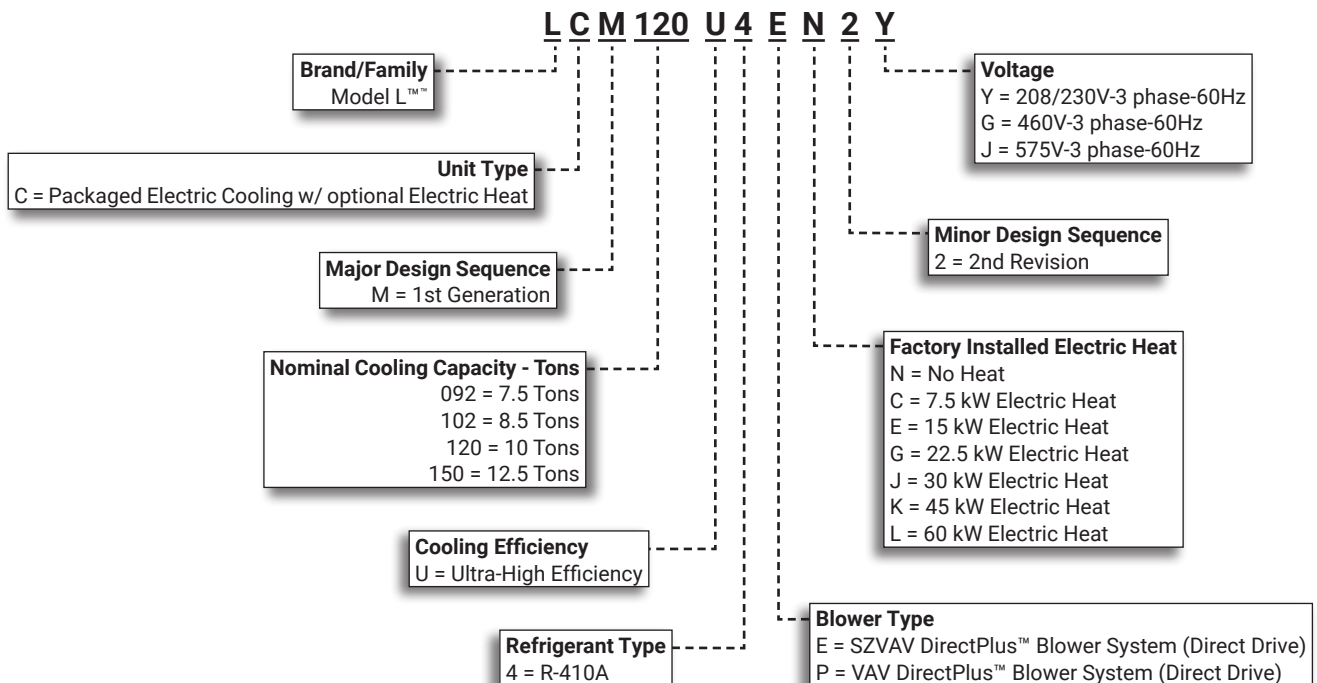 L C M 120 U 4 E N 2 Y
Brand/Family
Model L™™
Unit Type
C = Packaged Electric Cooling w/ optional Electric Heat
Major Design Sequence
M = 1st Generation
Nominal Cooling Capacity - Tons
092 = 7.5 Tons
102 = 8.5 Tons
120 = 10 Tons
150 = 12.5 Tons
Cooling Efficiency
U = Ultra-High Efficiency
Refrigerant Type
4 = R-410A
Voltage
Y = 208/230V-3 phase-60Hz
G = 460V-3 phase-60Hz
J = 575V-3 phase-60Hz
Minor Design Sequence
2 = 2nd Revision
Factory Installed Electric Heat
N = No Heat
C = 7.5 kW Electric Heat
E = 15 kW Electric Heat
G = 22.5 kW Electric Heat
J = 30 kW Electric Heat
K = 45 kW Electric Heat
L = 60 kW Electric Heat
Blower Type
E = SZVAV DirectPlus™ Blower System (Direct Drive)
P = VAV DirectPlus™ Blower System (Direct Drive)